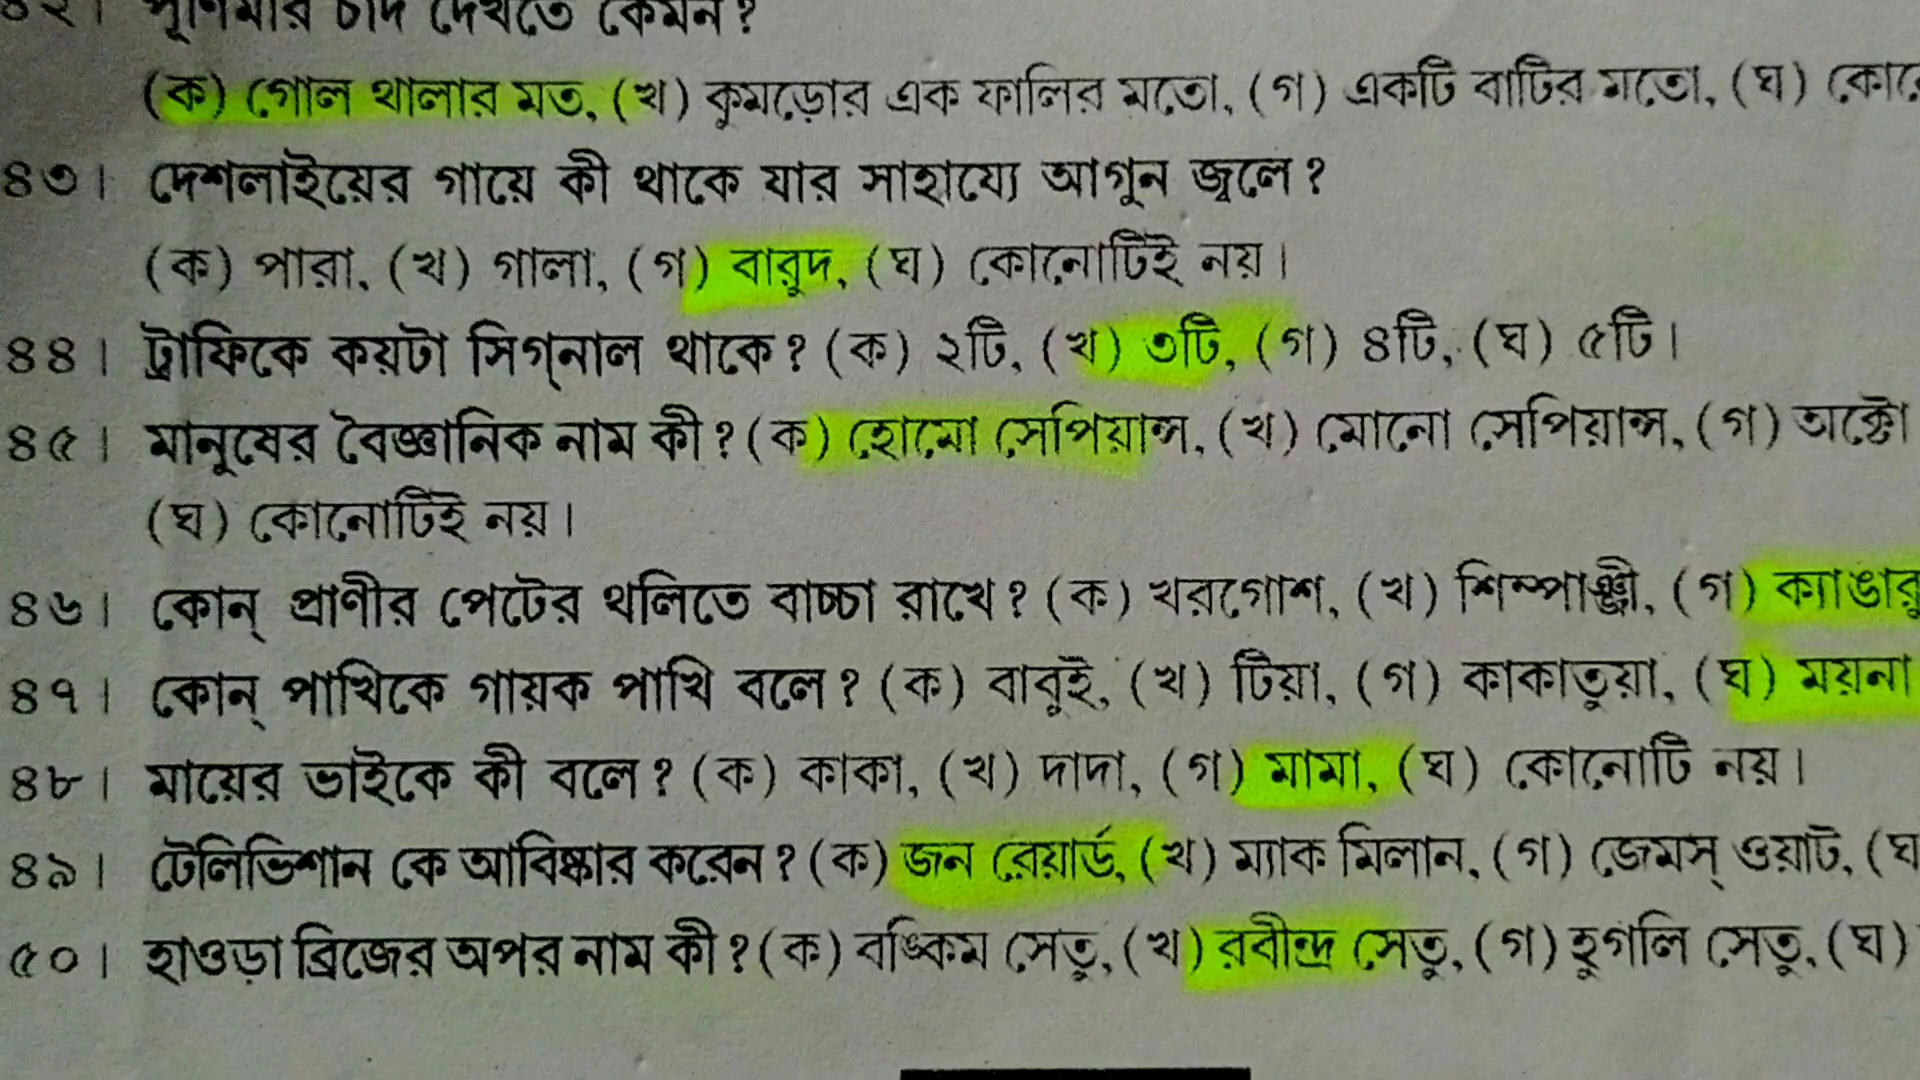 ৪২। পূর্ণিমার চাঁদ দেখতে কেমন?
(ক) গোল থালার মত, (খ) কুমড়োর এক ফালির মতো, (গ) একটি বাটির মতো, (ঘ)
৪৩। দেশলাইয়ের গায়ে কী থাকে যার সাহায্যে আগুন জ্বলে?
(ক) পারা, (খ) গালা, (গ) বারুদ, (ঘ) কোনোটিই নয়।
৪৪। ট্রাফিকে কয়টা সিগ্‌নাল থাকে? (ক) ২টি, (খ) ৩টি, (গ) ৪টি, (ঘ) ৫টি।
৪৫। মানুষের বৈজ্ঞানিক নাম কী? (ক) হোমো সেপিয়ান্স, (খ) মোনো সেপিয়ান্স, (গ) অক্টো
(ঘ) কোনোটিই নয়।
৪৬। কোন্ প্রাণীর পেটের থলিতে বাচ্চা রাখে? (ক) খরগোশ, (খ) শিম্পাঞ্জী, (গ) ক্যাঙারু
৪৭। কোন্ পাখিকে গায়ক পাখি বলে? (ক) বাবুই, (খ) টিয়া, (গ) কাকাতুয়া, (ঘ) ময়না
৪৮। মায়ের ভাইকে কী বলে? (ক) কাকা, (খ) দাদা, (গ) মামা, (ঘ) কোনোটি নয়।
৪৯। টেলিভিশান কে আবিষ্কার করেন? (ক) জন বেয়ার্ড, (খ) ম্যাক মিলান, (গ) জেমস্ ওয়াট, (ঘ
৫০। হাওড়া ব্রিজের অপর নাম কী? (ক) বঙ্কিম সেতু, (খ) রবীন্দ্র সেতু, (গ) হুগলি সেতু, (ঘ)